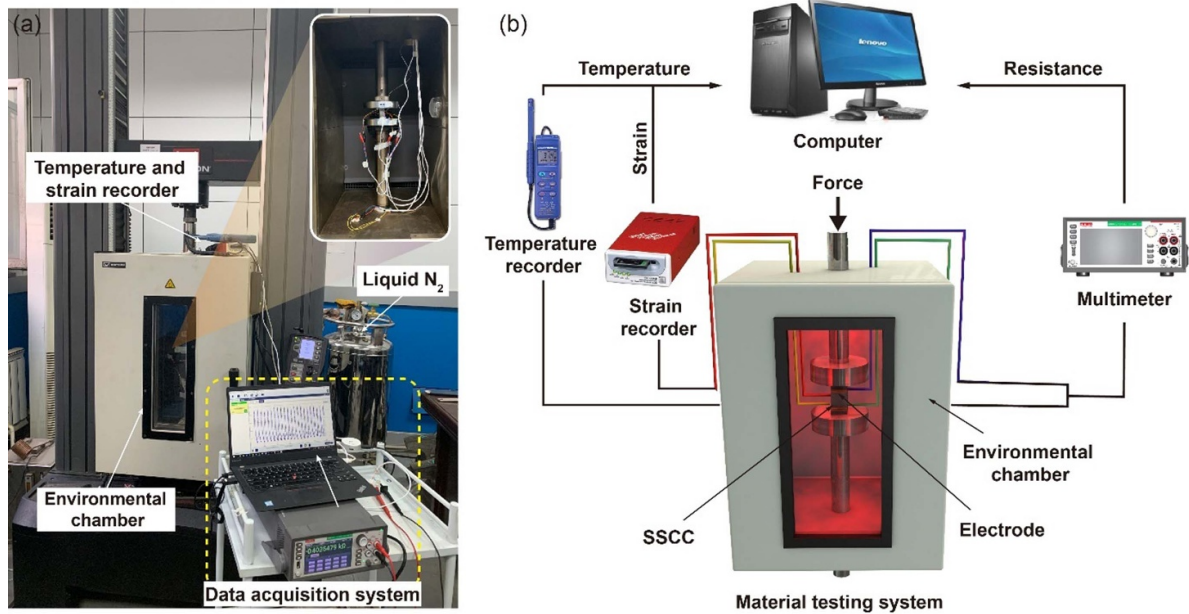 (a)
Temperature and
strain recorder
Liquid N₂
Environmental
chamber
Data acquisition system
(b)
Temperature
Strain
Resistance
lenovo
Computer
Force
Temperature
recorder
Strain
recorder
Multimeter
Environmental
chamber
SSCC
Electrode
Material testing system